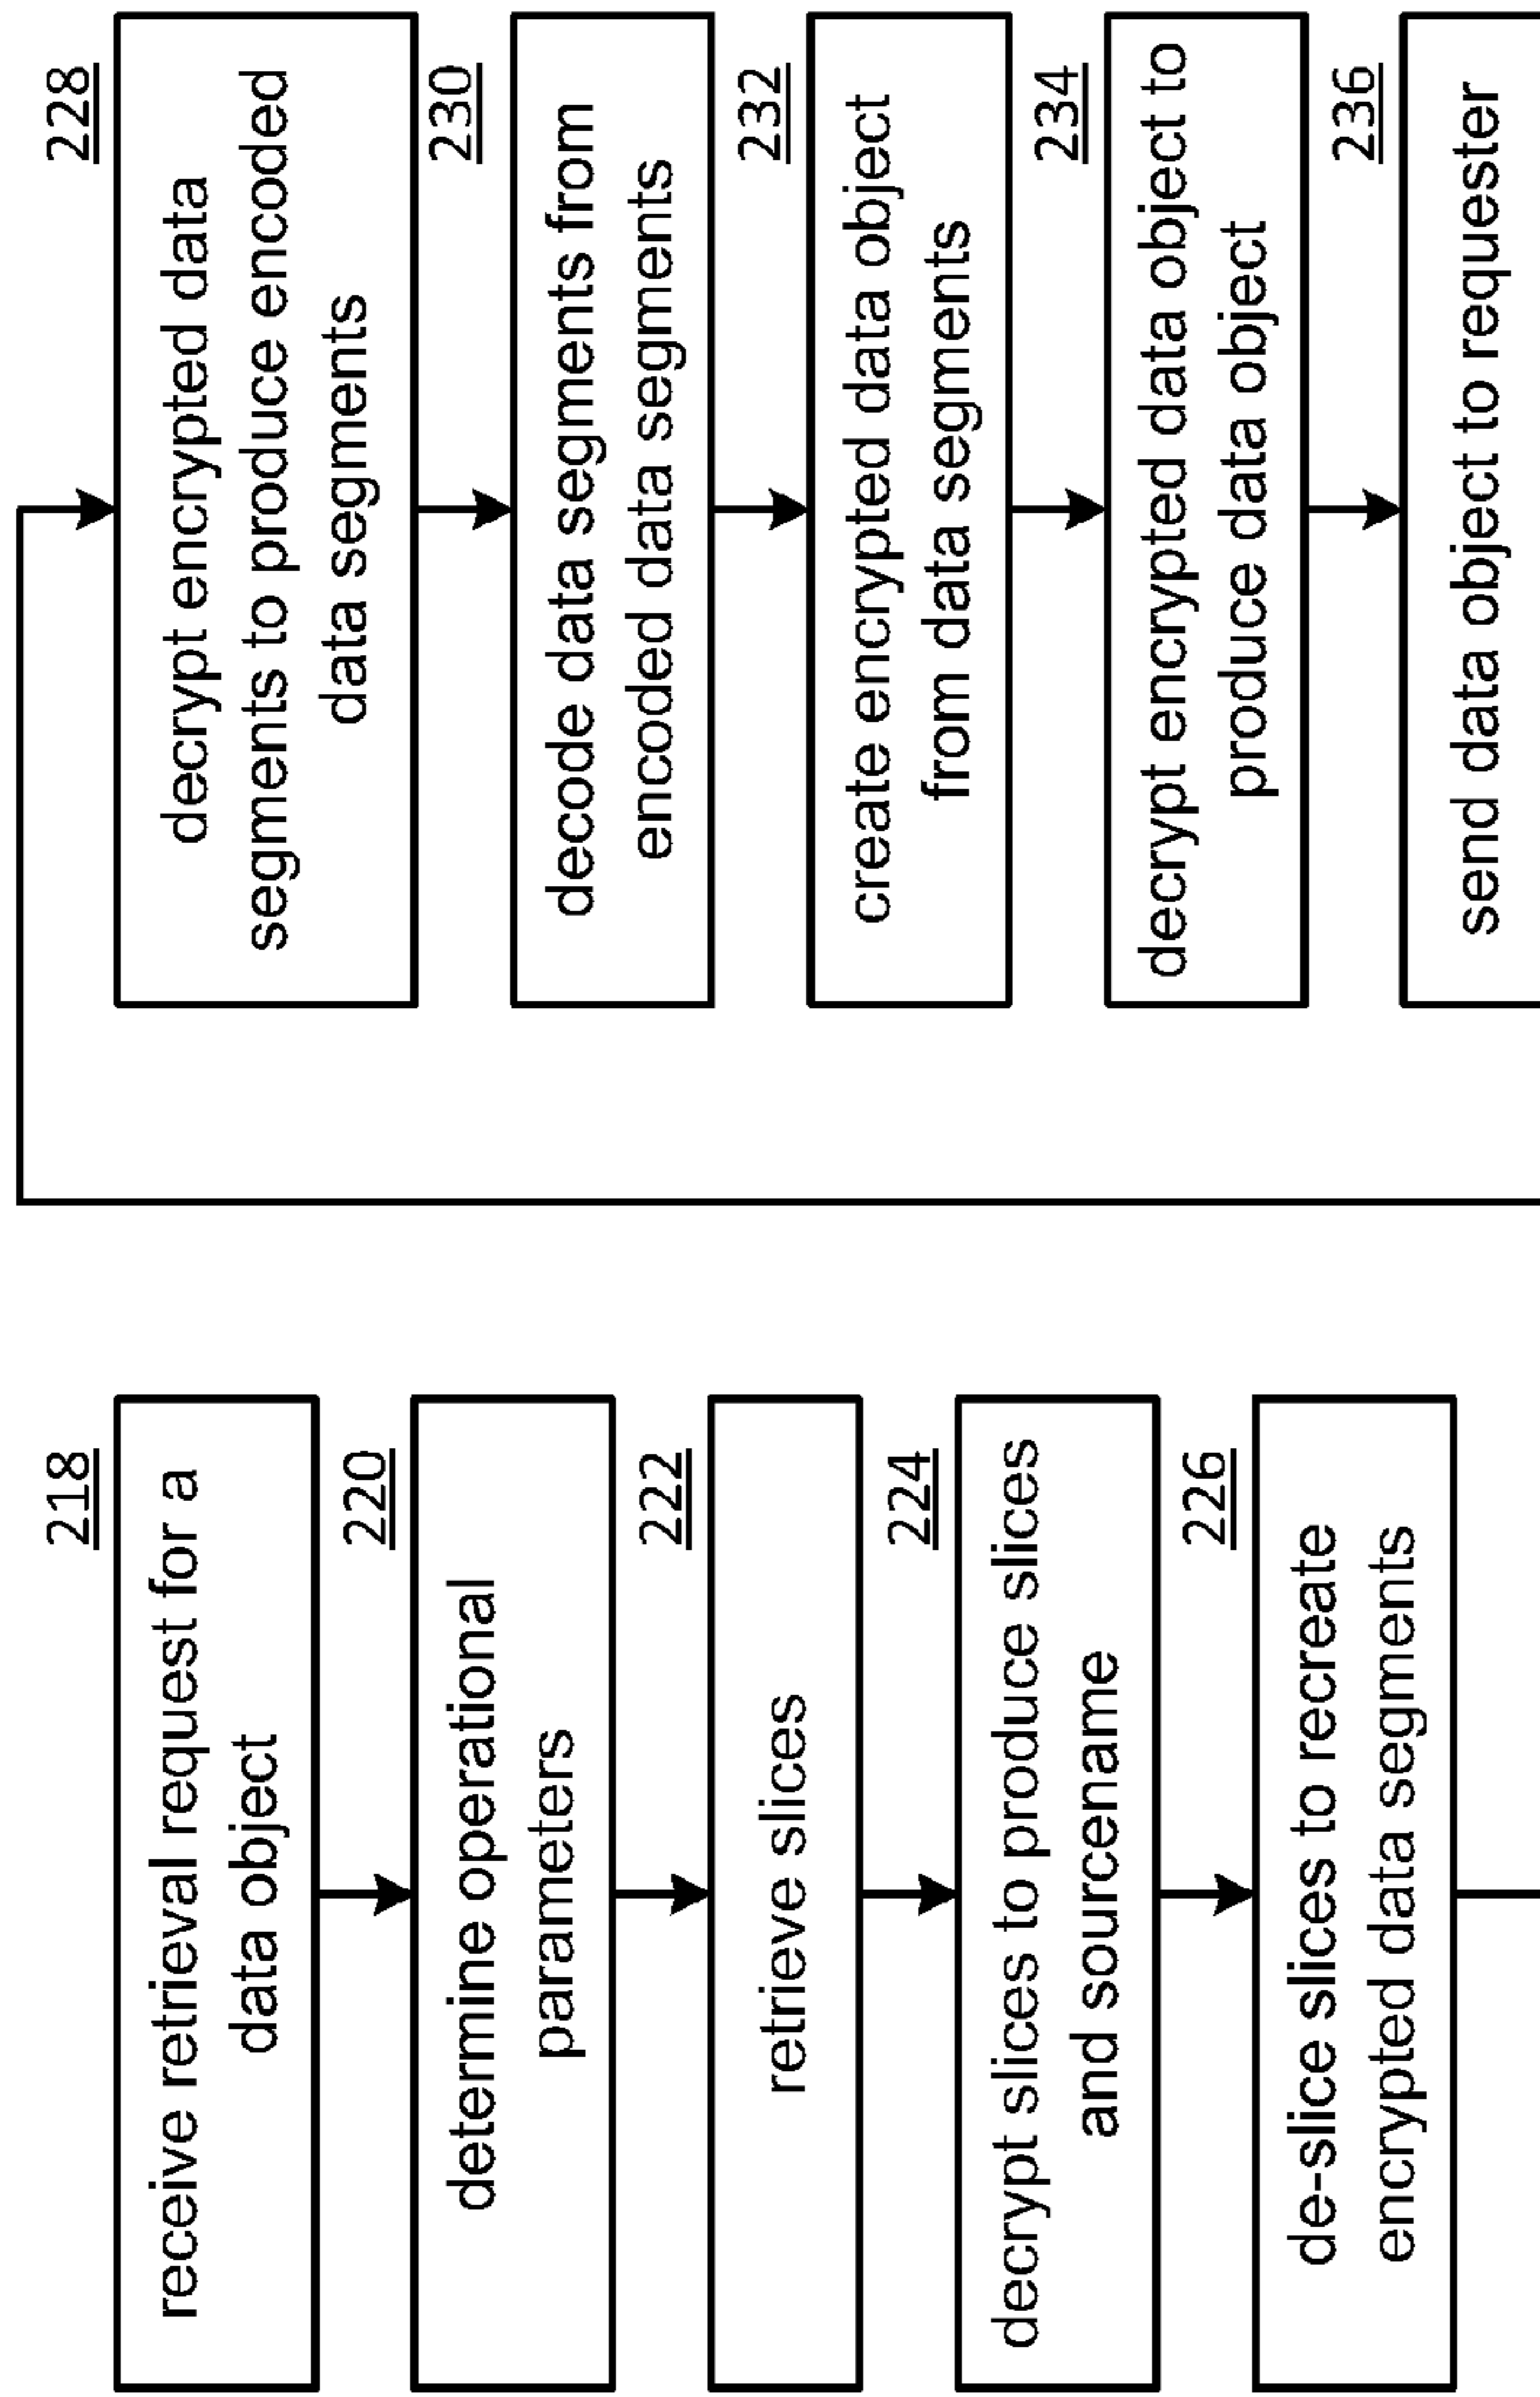 218
receive retrieval request for a
data object
220
determine operational
parameters
222
retrieve slices
224
decrypt slices to produce slices
and sourcename
226
de-slice slices to recreate
encrypted data segments
228
decrypt encrypted data
segments to produce encoded
data segments
230
decode data segments from
encoded data segments
232
create encrypted data object
from data segments
234
decrypt encrypted data object to
produce data object
236
send data object to requester